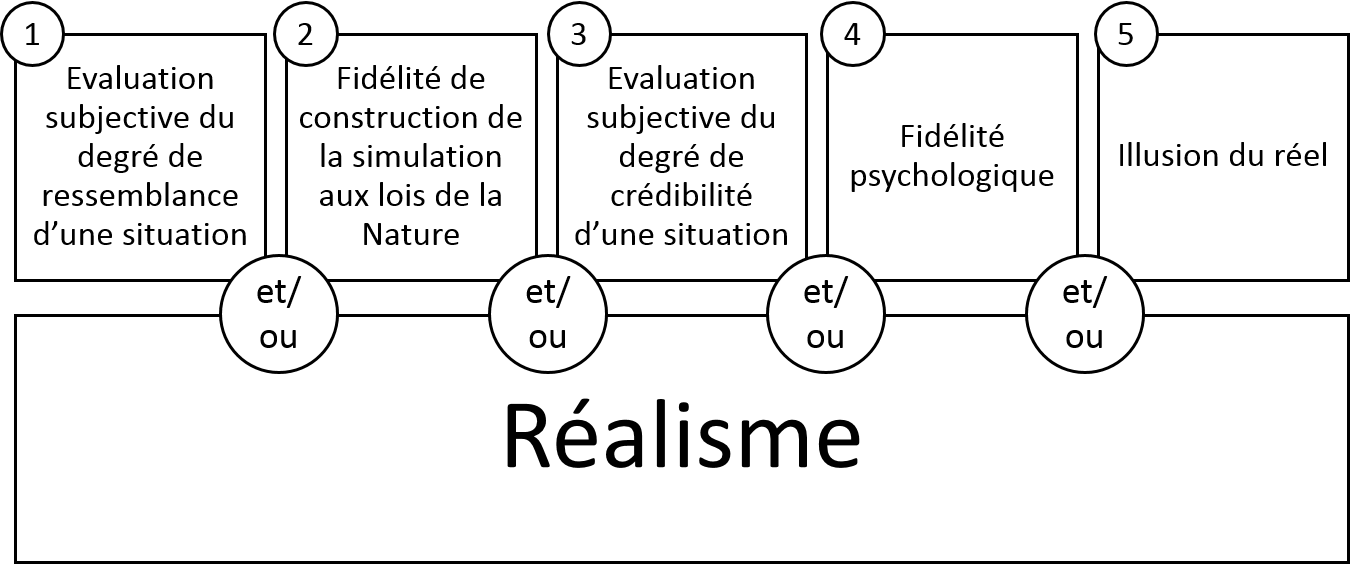 1
Evaluation
subjective du
degré de
ressemblance
d’une situation
2
Fidélité de
construction de
la simulation
aux lois de la
Nature
3
Evaluation
subjective du
degré de
crédibilité
d’une situation
4
Fidélité
psychologique
5
Illusion du réel
et/
ou
et/
ou
et/
ou
et/
ou
Réalisme